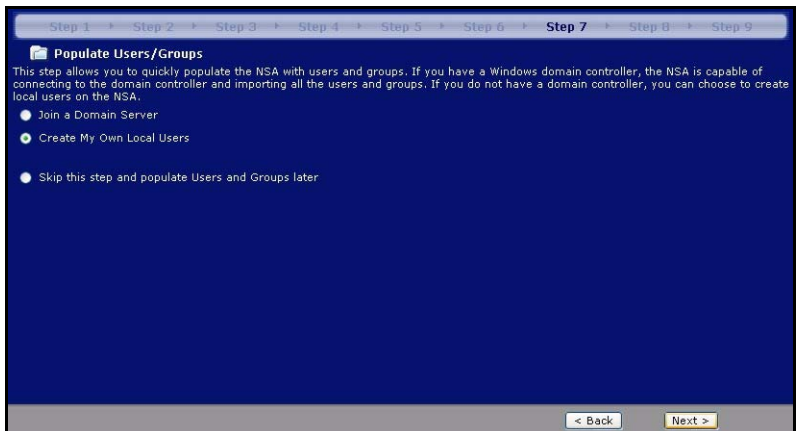 Step 1 Step 2 Step 3 Step 4 Step 5 Step 6 Step 7 Step 8 Step 9
Populate Users/Groups
This step allows you to quickly populate the NSA with users and groups. If you have a Windows domain controller, the NSA is capable of
connecting to the domain controller and importing all the users and groups. If you do not have a domain controller, you can choose to create
local users on the NSA.
Join a Domain Server
Create My Own Local Users
Skip this step and populate Users and Groups later
< Back Next >